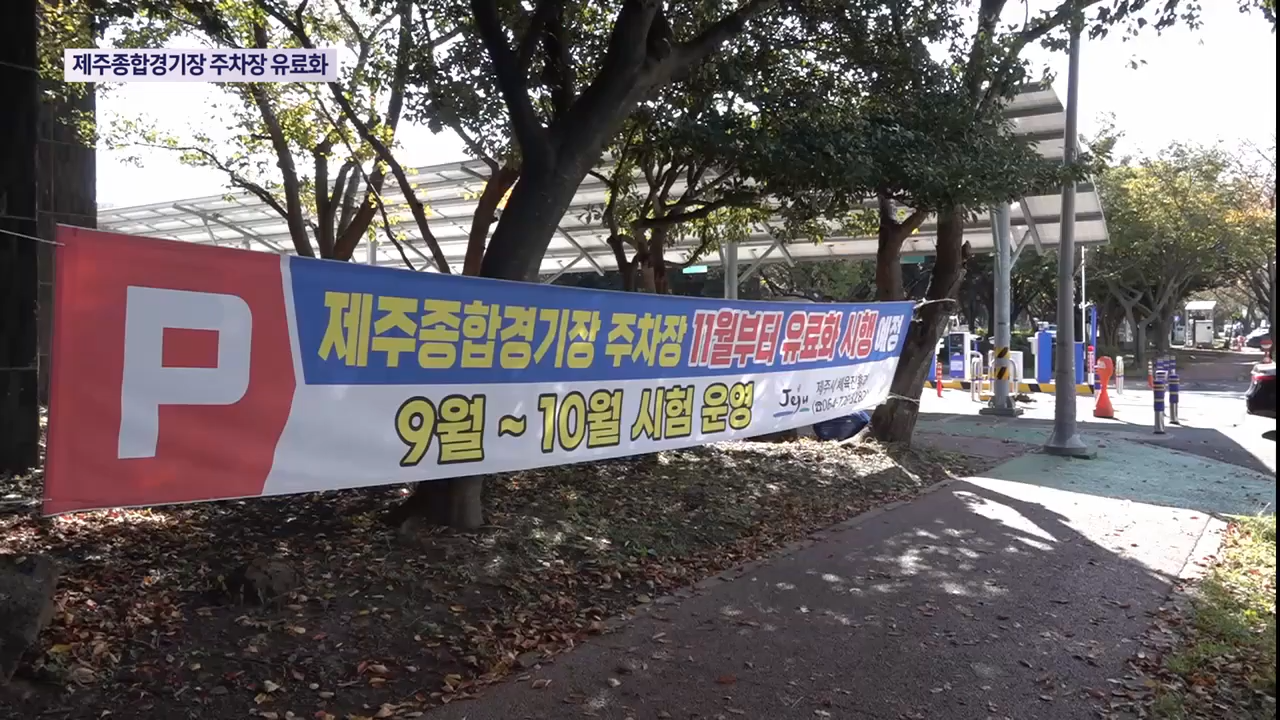 제주종합경기장 주차장 유료화
P
제주종합경기장 주차장 11월부터 유료화 시행 예정
9월 ~ 10월 시험 운영
Jeju